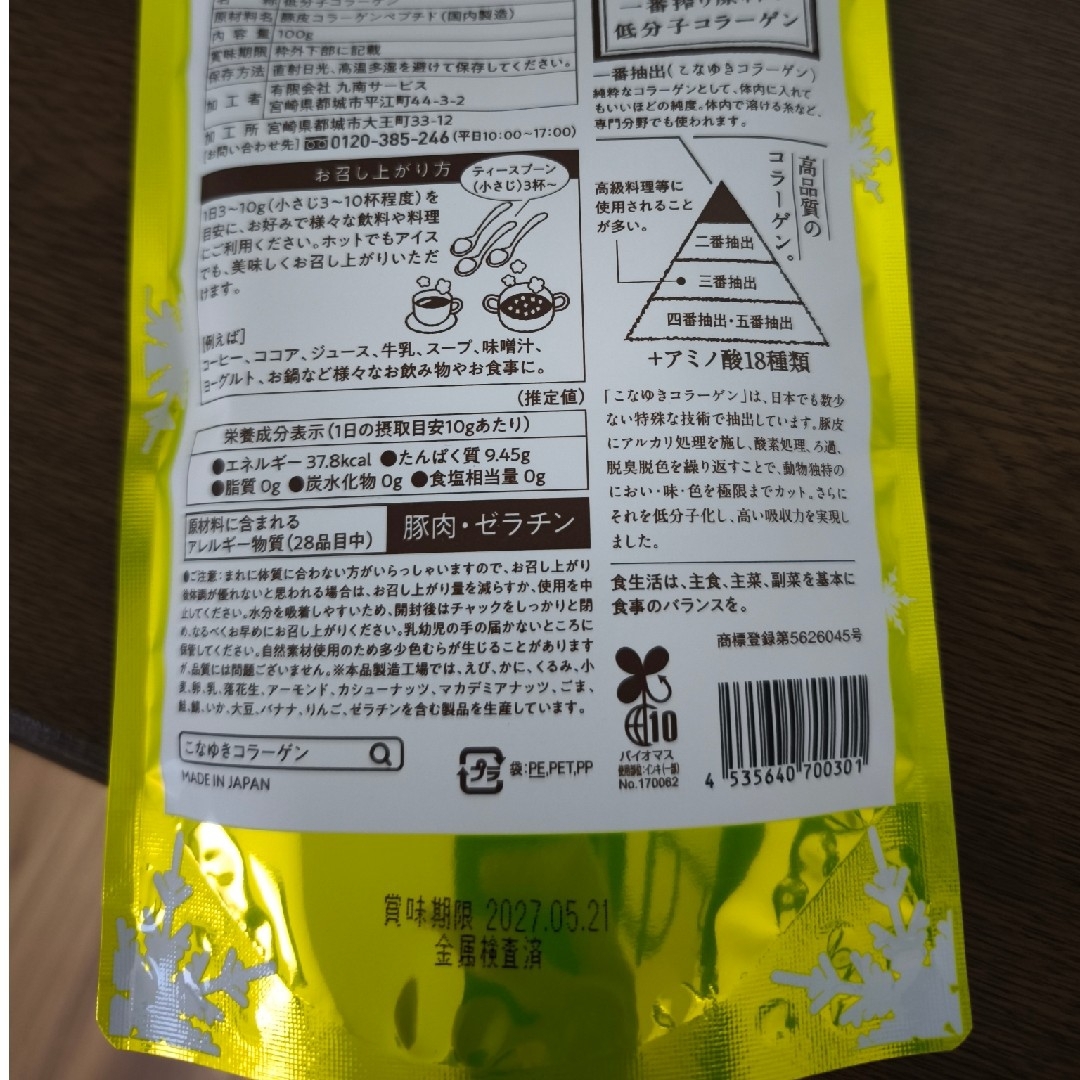 名 称 低分子コラーゲン
原材料名 豚皮コラーゲンペプチド(国内製造)
内容量 100g
賞味期限 枠外下部に記載
保存方法 直射日光、高温多湿を避けて保存してください。
加工者 有限会社 九南サービス
宮崎県都城市平江町44-3-2
加工所 宮崎県都城市大王町33-12
[お問い合わせ先] 0120-385-246(平日10:00~17:00)
お召し上がり方
ティースプーン
(小さじ)3杯~
1日3~10g(小さじ3~10杯程度)を
目安に、お好みで様々な飲料や料理
にご利用ください。ホットでもアイス
でも、美味しくお召し上がりいただ
けます。
[例えば]
コーヒー、ココア、ジュース、牛乳、スープ、味噌汁、
ヨーグルト、お鍋など様々なお飲み物やお食事に。
(推定値)
栄養成分表示(1日の摂取目安10gあたり)
●エネルギー 37.8kcal ●たんぱく質 9.45g
●脂質 0g ●炭水化物 0g ●食塩相当量 0g
原材料に含まれる
アレルギー物質(28品目中)
豚肉・ゼラチン
●ご注意:まれに体質に合わない方がいらっしゃいますので、お召し上がり
後体調が優れないと思われる場合は、お召し上がり量を減らすか、使用を中
止してください。水分を吸着しやすいため、開封後はチャックをしっかりと閉
め、なるべくお早めにお召し上がりください。乳幼児の手の届かないところに
保管してください。自然素材使用のため多少色むらが生じることがあります
が、品質には問題ございません。※本品製造工場では、えび、かに、くるみ、小
麦、卵、乳、落花生、アーモンド、カシューナッツ、マカデミアナッツ、ごま、
鮭、鯖、いか、大豆、バナナ、りんご、ゼラチンを含む製品を生産しています。
こなゆきコラーゲン
MADE IN JAPAN
プラ
袋:PE,PET,PP
低分子コラーゲン
一番抽出(こなゆきコラーゲン)
純粋なコラーゲンとして、体内に入れて
もいいほどの純度。体内で溶ける糸など、
専門分野でも使われます。
高品質の
コラーゲン。
高級料理等に
使用されること
が多い。
二番抽出
三番抽出
四番抽出・五番抽出
+アミノ酸18種類
「こなゆきコラーゲン」は、日本でも数少
ない特殊な技術で抽出しています。豚皮
にアルカリ処理を施し、酸素処理、ろ過、
脱臭脱色を繰り返すことで、動物独特の
におい・味・色を極限までカット。さらに
それを低分子化し、高い吸収力を実現し
ました。
食生活は、主食、主菜、副菜を基本に
食事のバランスを。
商標登録第5626045号
10
バイオマス
使用部位:インキ(一部)
No.170062
4 535640 700301
賞味期限 2027.05.21
金属検査済